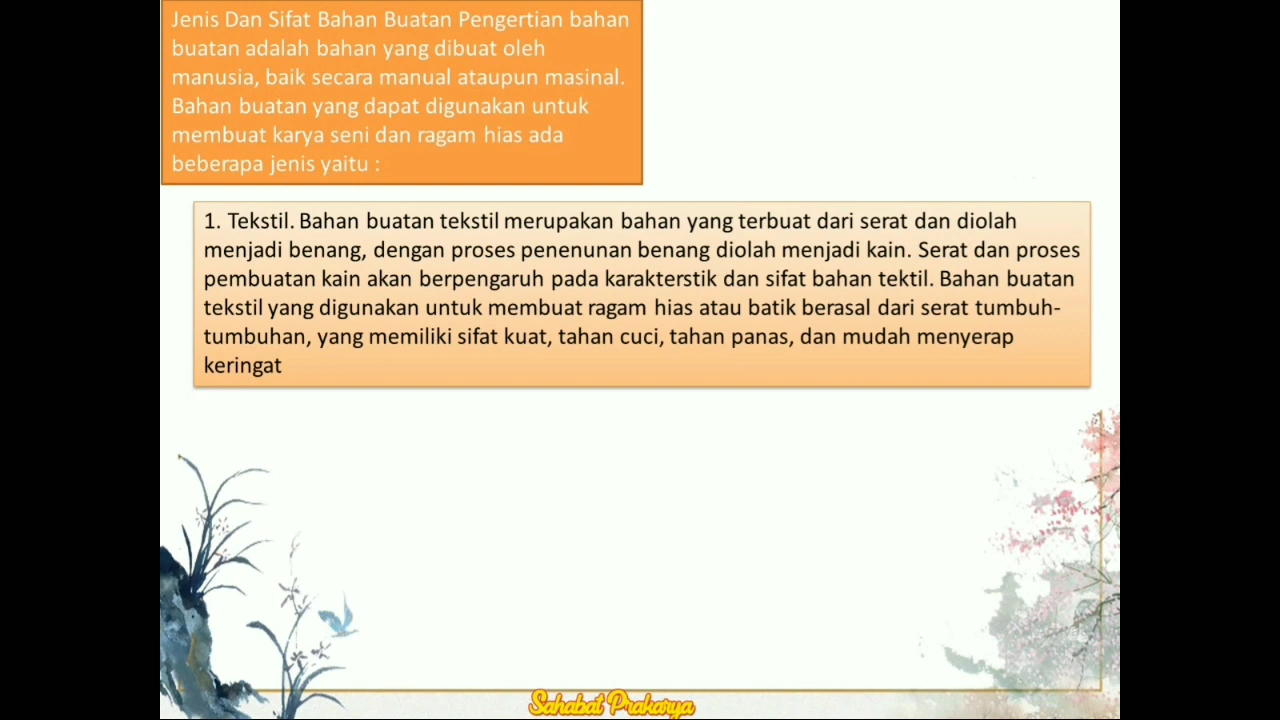 Jenis Dan Sifat Bahan Buatan Pengertian bahan
buatan adalah bahan yang dibuat oleh
manusia, baik secara manual ataupun masinal.
Bahan buatan yang dapat digunakan untuk
membuat karya seni dan ragam hias ada
beberapa jenis yaitu :
1. Tekstil. Bahan buatan tekstil merupakan bahan yang terbuat dari serat dan diolah
menjadi benang, dengan proses penenunan benang diolah menjadi kain. Serat dan proses
pembuatan kain akan berpengaruh pada karakterstik dan sifat bahan tektil. Bahan buatan
tekstil yang digunakan untuk membuat ragam hias atau batik berasal dari serat tumbuh-
tumbuhan, yang memiliki sifat kuat, tahan cuci, tahan panas, dan mudah menyerap
keringat
Sahabat Prakarya